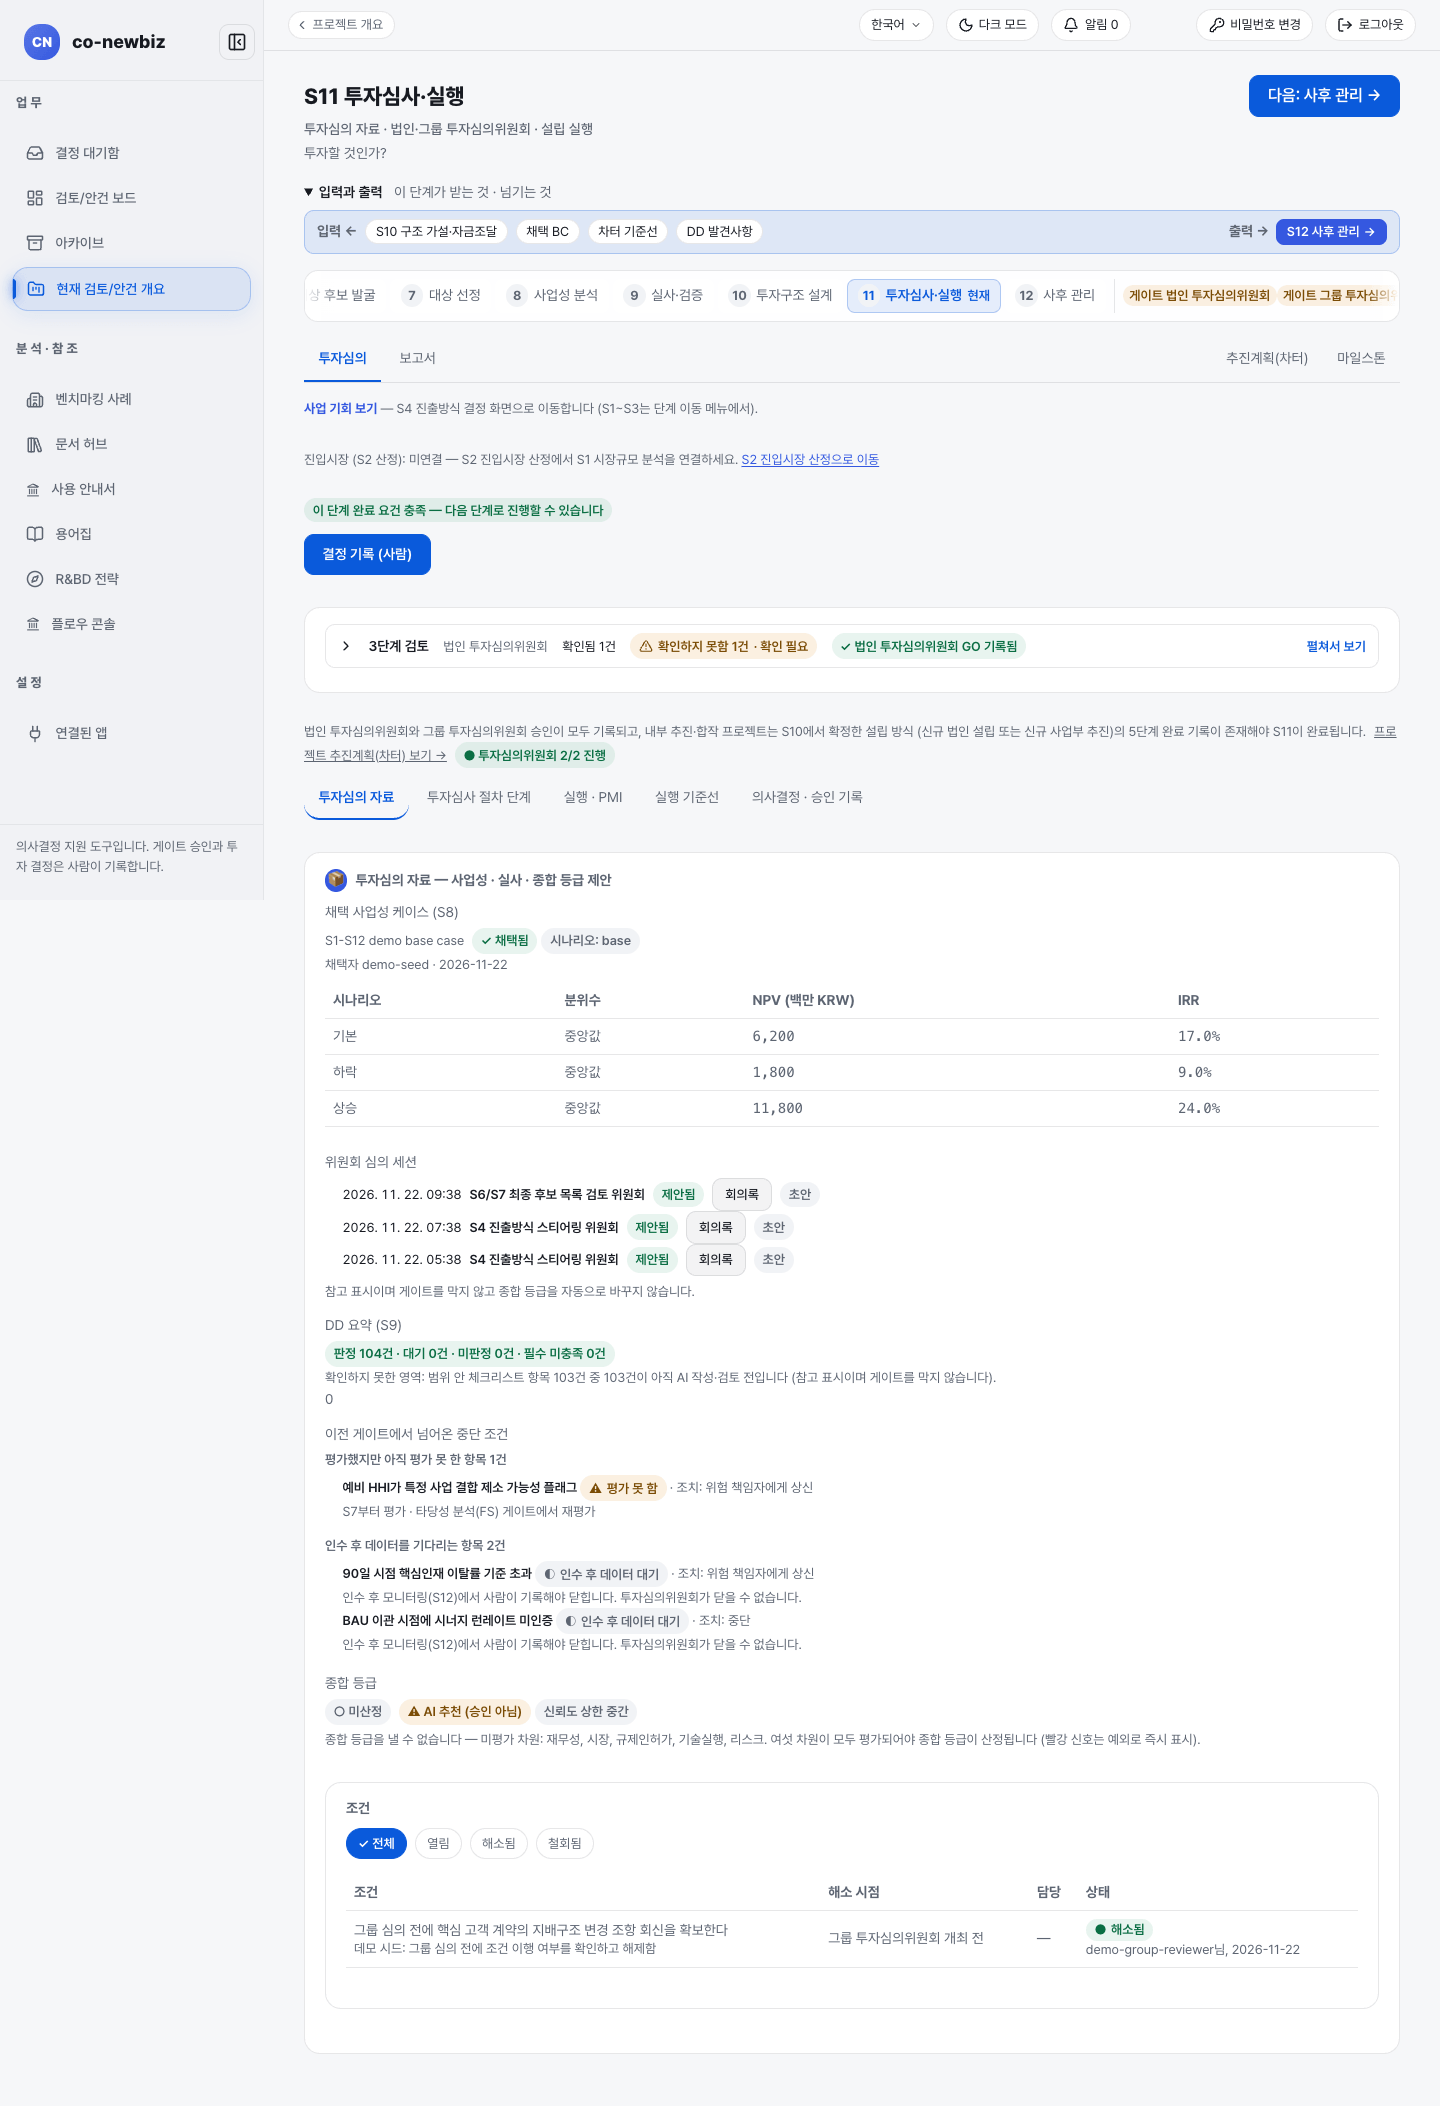 CN co-newbiz
프로젝트 개요
한국어
다크 모드
알림 0
비밀번호 변경
로그아웃
업무
결정 대기함
검토/안건 보드
아카이브
현재 검토/안건 개요
분석·참조
벤치마킹 사례
문서 허브
사용 안내서
용어집
R&BD 전략
플로우 콘솔
설정
연결된 앱
의사결정 지원 도구입니다. 게이트 승인과 투
자 결정은 사람이 기록합니다.
S11 투자심사·실행
다음: 사후 관리 →
투자심의 자료 · 법인·그룹 투자심의위원회 · 설립 실행
투자할 것인가?
▼ 입력과 출력 이 단계가 받는 것 · 넘기는 것
입력 ← S10 구조 가설·자금조달 채택 BC 차터 기준선 DD 발견사항 출력 → S12 사후 관리 →
상 후보 발굴 7 대상 선정 8 사업성 분석 9 실사·검증 10 투자구조 설계 11 투자심사·실행 현재 12 사후 관리 게이트 법인 투자심의위원회 게이트 그룹 투자심의
투자심의 보고서 추진계획(차터) 마일스톤
사업 기회 보기 — S4 진출방식 결정 화면으로 이동합니다 (S1~S3는 단계 이동 메뉴에서).
진입시장 (S2 산정): 미연결 — S2 진입시장 산정에서 S1 시장규모 분석을 연결하세요. S2 진입시장 산정으로 이동
이 단계 완료 요건 충족 — 다음 단계로 진행할 수 있습니다
결정 기록 (사람)
3단계 검토 법인 투자심의위원회 확인됨 1건 확인하지 못함 1건 · 확인 필요 ✓ 법인 투자심의위원회 GO 기록됨 펼쳐서 보기
법인 투자심의위원회와 그룹 투자심의위원회 승인이 모두 기록되고, 내부 추진·합작 프로젝트는 S10에서 확정한 설립 방식 (신규 법인 설립 또는 신규 사업부 추진)의 5단계 완료 기록이 존재해야 S11이 완료됩니다. 프로
젝트 추진계획(차터) 보기 → ● 투자심의위원회 2/2 진행
투자심의 자료 투자심사 절차 단계 실행 · PMI 실행 기준선 의사결정 · 승인 기록
투자심의 자료 — 사업성 · 실사 · 종합 등급 제안
채택 사업성 케이스 (S8)
S1-S12 demo base case ✓ 채택됨 시나리오: base
채택자 demo-seed · 2026-11-22
시나리오 분위수 NPV (백만 KRW) IRR
기본 중앙값 6,200 17.0%
하락 중앙값 1,800 9.0%
상승 중앙값 11,800 24.0%
위원회 심의 세션
2026. 11. 22. 09:38 S6/S7 최종 후보 목록 검토 위원회 제안됨 회의록 초안
2026. 11. 22. 07:38 S4 진출방식 스티어링 위원회 제안됨 회의록 초안
2026. 11. 22. 05:38 S4 진출방식 스티어링 위원회 제안됨 회의록 초안
참고 표시이며 게이트를 막지 않고 종합 등급을 자동으로 바꾸지 않습니다.
DD 요약 (S9)
판정 104건 · 대기 0건 · 미판정 0건 · 필수 미충족 0건
확인하지 못한 영역: 범위 안 체크리스트 항목 103건 중 103건이 아직 AI 작성·검토 전입니다 (참고 표시이며 게이트를 막지 않습니다).
0
이전 게이트에서 넘어온 중단 조건
평가했지만 아직 평가 못 한 항목 1건
예비 HHI가 특정 사업 결합 제소 가능성 플래그 ▲ 평가 못 함 · 조치: 위험 책임자에게 상신
S7부터 평가 · 타당성 분석(FS) 게이트에서 재평가
인수 후 데이터를 기다리는 항목 2건
90일 시점 핵심인재 이탈률 기준 초과 ◐ 인수 후 데이터 대기 · 조치: 위험 책임자에게 상신
인수 후 모니터링(S12)에서 사람이 기록해야 닫힙니다. 투자심의위원회가 닫을 수 없습니다.
BAU 이관 시점에 시너지 런레이트 미인증 ◐ 인수 후 데이터 대기 · 조치: 중단
인수 후 모니터링(S12)에서 사람이 기록해야 닫힙니다. 투자심의위원회가 닫을 수 없습니다.
종합 등급
○ 미산정 ▲ AI 추천 (승인 아님) 신뢰도 상한 중간
종합 등급을 낼 수 없습니다 — 미평가 차원: 재무성, 시장, 규제인허가, 기술실행, 리스크. 여섯 차원이 모두 평가되어야 종합 등급이 산정됩니다 (빨강 신호는 예외로 즉시 표시).
조건
✓ 전체 열림 해소됨 철회됨
조건 해소 시점 담당 상태
그룹 심의 전에 핵심 고객 계약의 지배구조 변경 조항 회신을 확보한다 그룹 투자심의위원회 개최 전 — ● 해소됨
데모 시드: 그룹 심의 전에 조건 이행 여부를 확인하고 해제함 demo-group-reviewer님, 2026-11-22